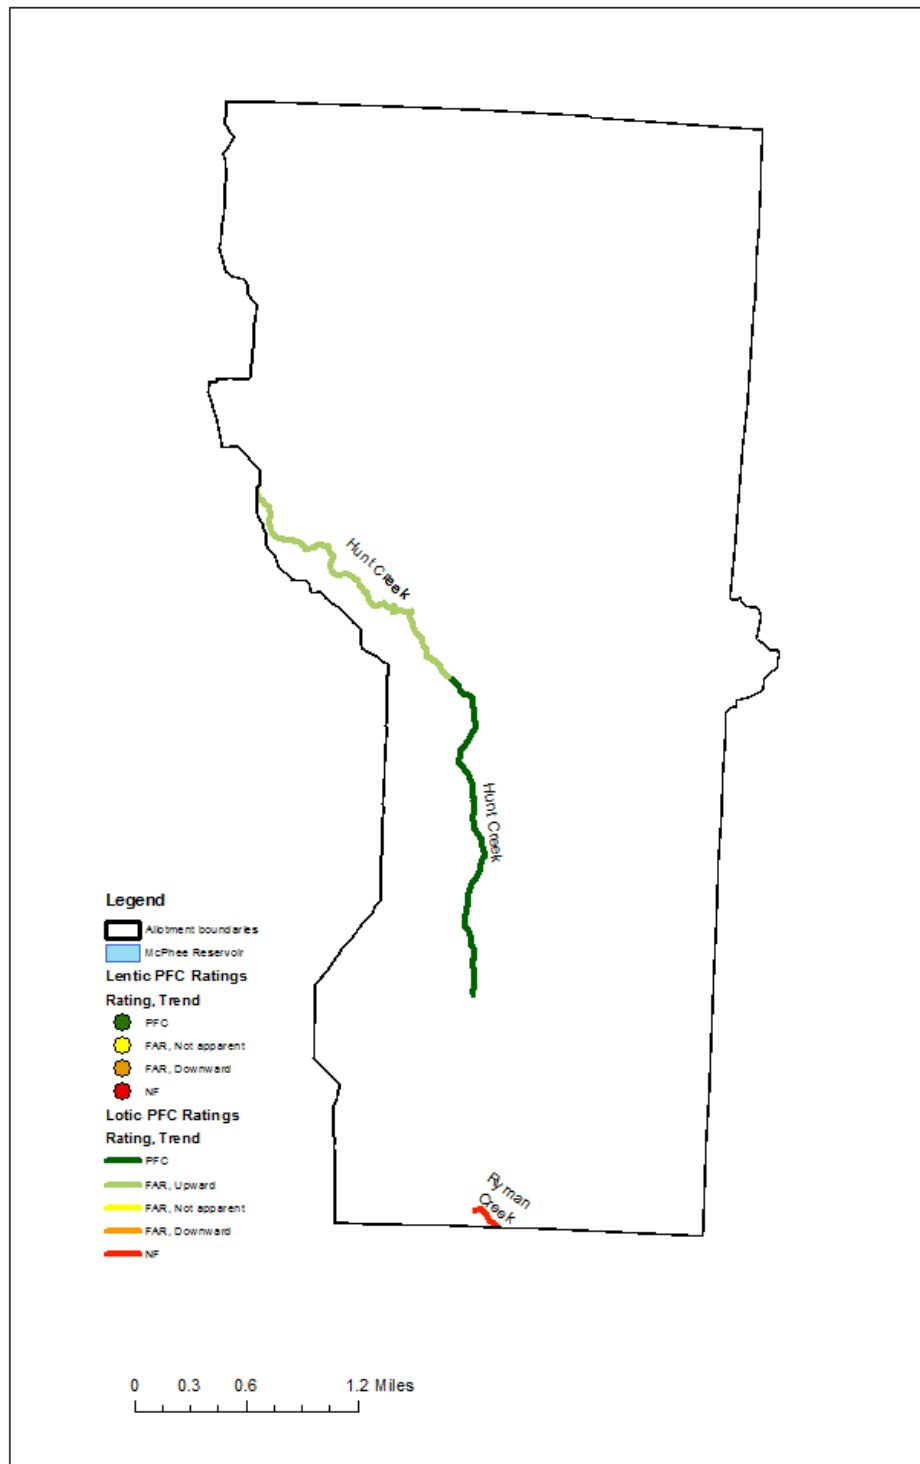 Hunt Creek
Hunt Creek
Legend
Allotment boundaries
McPhee Reservoir
Lentic PFC Ratings
Rating, Trend
PFC
FAR, Not apparent
FAR, Downward
NF
Lotic PFC Ratings
Rating, Trend
PFC
FAR, Upward
FAR, Not apparent
FAR, Downward
NF
Ryman
Creek
0 0.3 0.6 1.2 Miles